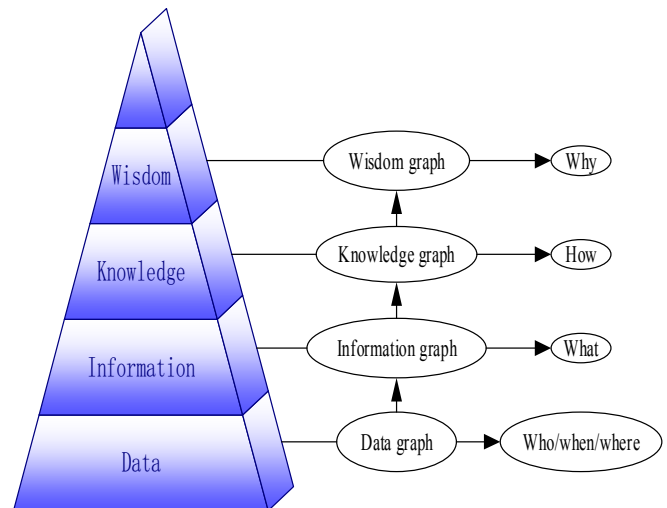 Wisdom Wisdom graph Why
Knowledge Knowledge graph How
Information Information graph What
Data Data graph Who/when/where